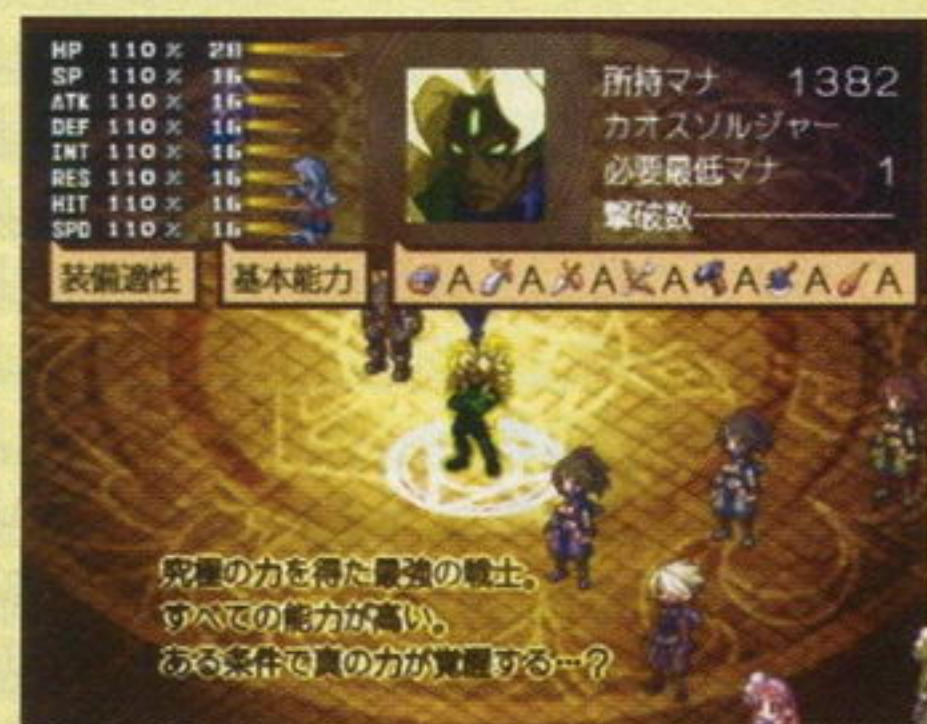 HP 110% 20
SP 110% 16
ATK 110% 16
DEF 110% 16
INT 110% 16
RES 110% 16
HIT 110% 16
SPD 110% 16
所持マナ 1382
カオスソルジャー
必要最低マナ 1
撃破数
装備適性
基本能力
A A A A A A A
究極の力を得た最強の戦士。
すべての能力が高い。
ある条件で真の力が覚醒する…?